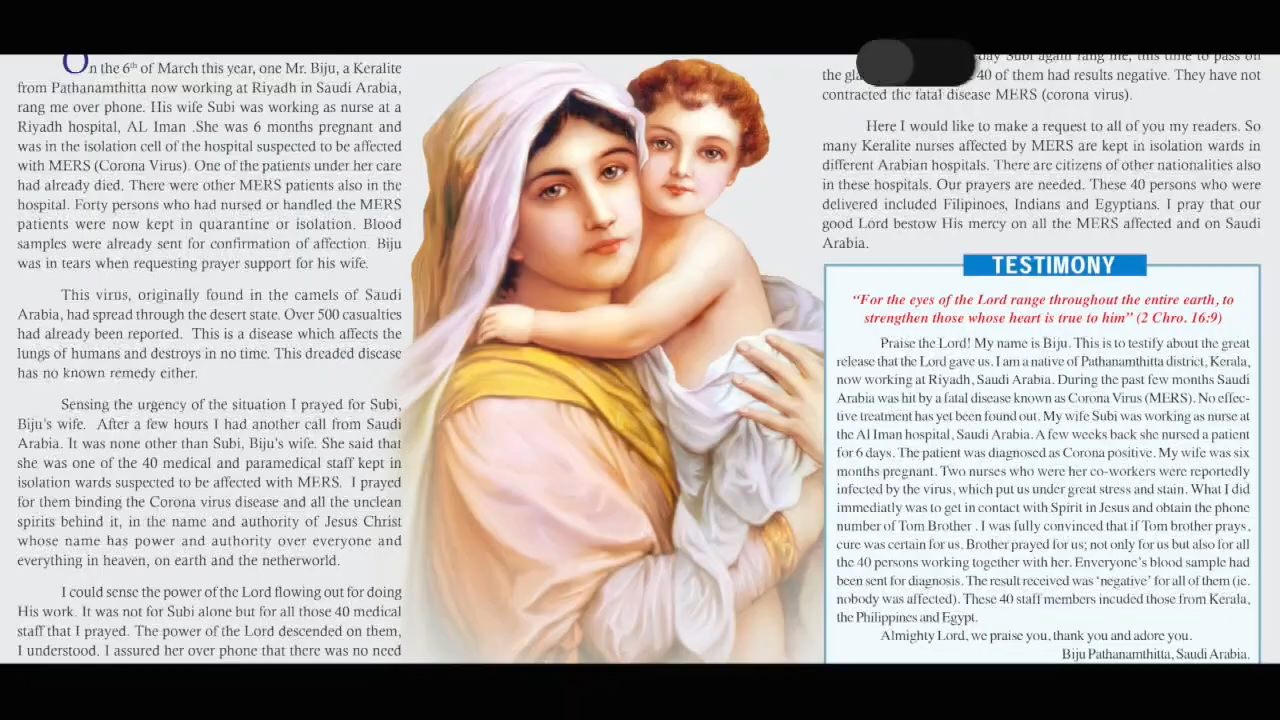 On the 6th of March this year, one Mr. Biju, a Keralite
from Pathanamthitta now working at Riyadh in Saudi Arabia,
rang me over phone. His wife Subi was working as nurse at a
Riyadh hospital, AL Iman .She was 6 months pregnant and
was in the isolation cell of the hospital suspected to be affected
with MERS (Corona Virus). One of the patients under her care
had already died. There were other MERS patients also in the
hospital. Forty persons who had nursed or handled the MERS
patients were now kept in quarantine or isolation. Blood
samples were already sent for confirmation of affection. Biju
was in tears when requesting prayer support for his wife.
This virus, originally found in the camels of Saudi
Arabia, had spread through the desert state. Over 500 casualties
had already been reported. This is a disease which affects the
lungs of humans and destroys in no time. This dreaded disease
has no known remedy either.
Sensing the urgency of the situation I prayed for Subi,
Biju's wife. After a few hours I had another call from Saudi
Arabia. It was none other than Subi, Biju's wife. She said that
she was one of the 40 medical and paramedical staff kept in
isolation wards suspected to be affected with MERS. I prayed
for them binding the Corona virus disease and all the unclean
spirits behind it, in the name and authority of Jesus Christ
whose name has power and authority over everyone and
everything in heaven, on earth and the netherworld.
I could sense the power of the Lord flowing out for doing
His work. It was not for Subi alone but for all those 40 medical
staff that I prayed. The power of the Lord descended on them,
I understood. I assured her over phone that there was no need
day Subi again rang me, this time to pass on
the 40 of them had results negative. They have not
contracted the fatal disease MERS (corona virus).
Here I would like to make a request to all of you my readers. So
many Keralite nurses affected by MERS are kept in isolation wards in
different Arabian hospitals. There are citizens of other nationalities also
in these hospitals. Our prayers are needed. These 40 persons who were
delivered included Filipinoes, Indians and Egyptians. I pray that our
good Lord bestow His mercy on all the MERS affected and on Saudi
Arabia.
TESTIMONY
“For the eyes of the Lord range throughout the entire earth, to
strengthen those whose heart is true to him” (2 Chro. 16:9)
Praise the Lord! My name is Biju. This is to testify about the great
release that the Lord gave us. I am a native of Pathanamthitta district, Kerala,
now working at Riyadh, Saudi Arabia. During the past few months Saudi
Arabia was hit by a fatal disease known as Corona Virus (MERS). No effec-
tive treatment has yet been found out. My wife Subi was working as nurse at
the Al Iman hospital, Saudi Arabia. A few weeks back she nursed a patient
for 6 days. The patient was diagnosed as Corona positive. My wife was six
months pregnant. Two nurses who were her co-workers were reportedly
infected by the virus, which put us under great stress and stain. What I did
immediatly was to get in contact with Spirit in Jesus and obtain the phone
number of Tom Brother . I was fully convinced that if Tom brother prays,
cure was certain for us. Brother prayed for us; not only for us but also for all
the 40 persons working together with her. Enveryone's blood sample had
been sent for diagnosis. The result received was ‘negative’ for all of them (ie.
nobody was affected). These 40 staff members incuded those from Kerala,
the Philippines and Egypt.
Almighty Lord, we praise you, thank you and adore you.
Biju Pathanamthitta, Saudi Arabia.